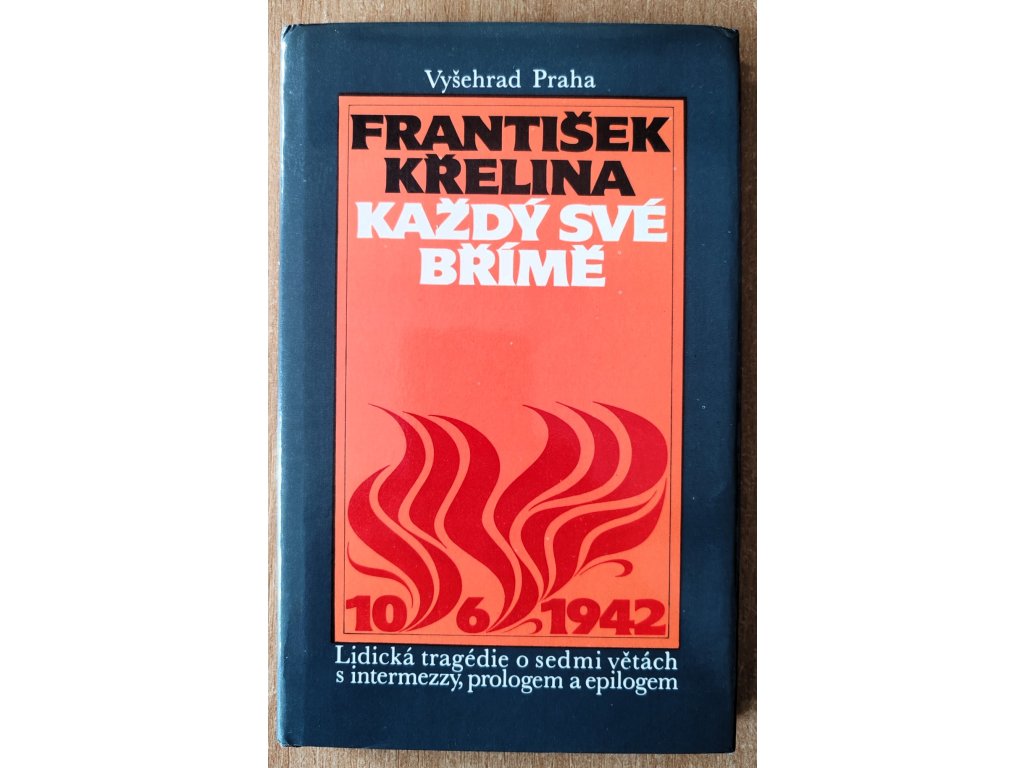 Vyšehrad Praha
FRANTIŠEK
KŘELINA
KAŽDÝ SVÉ
BŘÍMĚ
10 6 1942
Lidická tragédie o sedmi větách
s intermezzy, prologem a epilogem